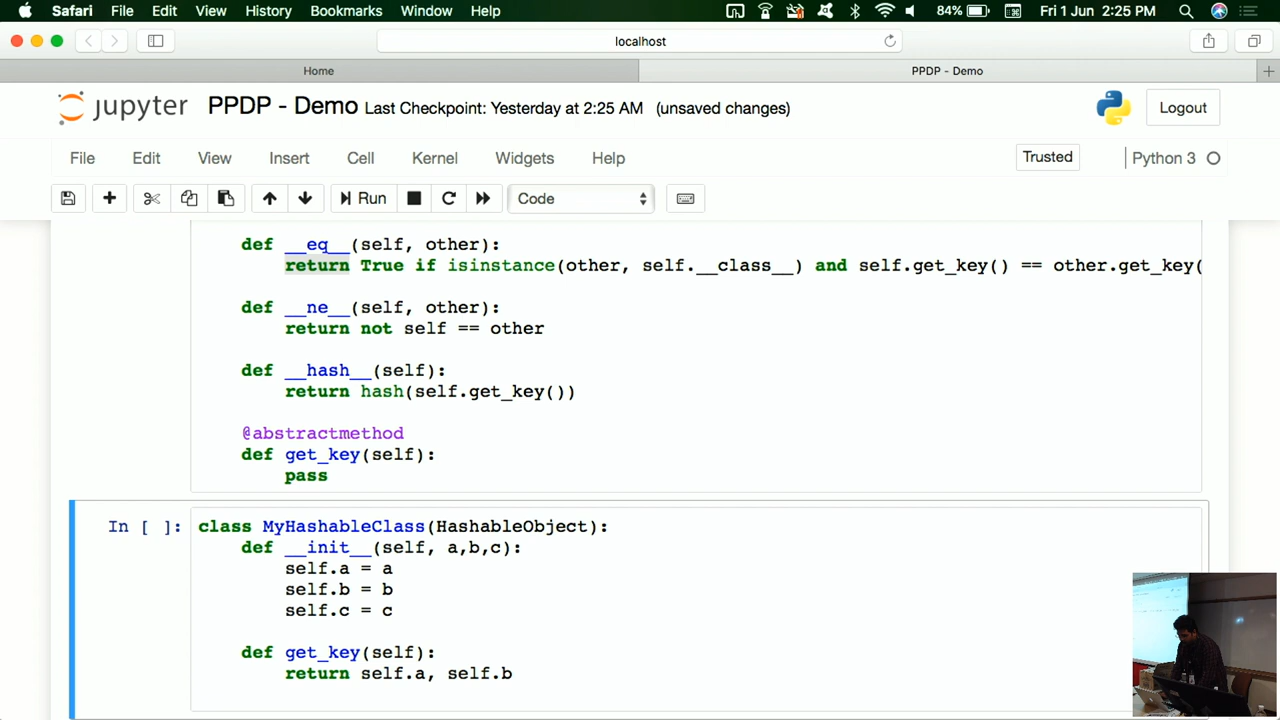 Safari File Edit View History Bookmarks Window Help 84% Fri 1 Jun 2:25 PM
localhost
Home PPDP - Demo
jupyter PPDP - Demo Last Checkpoint: Yesterday at 2:25 AM (unsaved changes) Logout
File Edit View Insert Cell Kernel Widgets Help Trusted Python 3
Run Code
def __eq__(self, other):
return True if isinstance(other, self.__class__) and self.get_key() == other.get_key(
def __ne__(self, other):
return not self == other
def __hash__(self):
return hash(self.get_key())
@abstractmethod
def get_key(self):
pass
In [ ]: class MyHashableClass(HashableObject):
def __init__(self, a,b,c):
self.a = a
self.b = b
self.c = c
def get_key(self):
return self.a, self.b